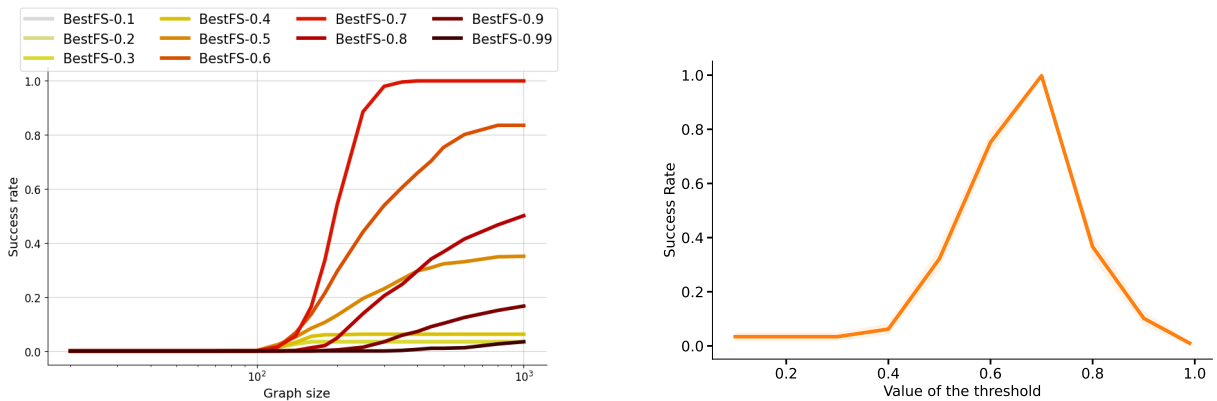 BestFS-0.1 BestFS-0.4 BestFS-0.7 BestFS-0.9
BestFS-0.2 BestFS-0.5 BestFS-0.8 BestFS-0.99
BestFS-0.3 BestFS-0.6
1.0
0.8
0.6
0.4
0.2
0.0
Success rate
10² 10³
Graph size
1.0
0.8
0.6
0.4
0.2
0.0
Success Rate
0.2 0.4 0.6 0.8 1.0
Value of the threshold